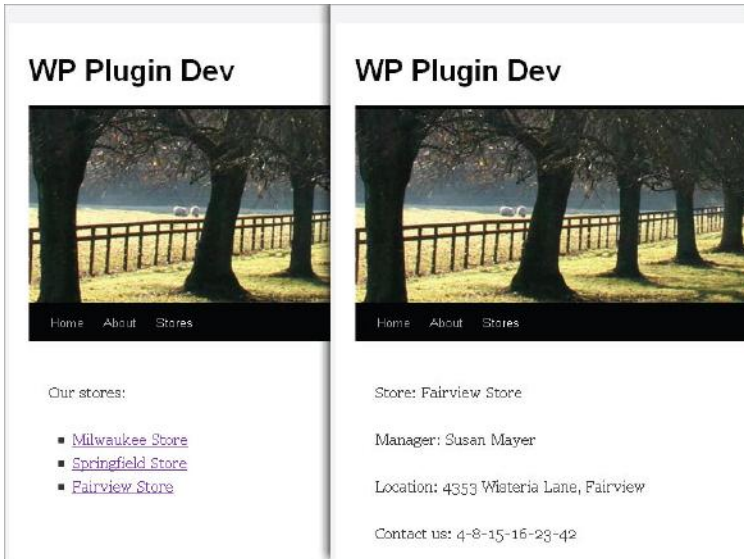 WP Plugin Dev
Home About Stores
Our stores:
Milwaukee Store
Springfield Store
Fairview Store
WP Plugin Dev
Home About Stores
Store: Fairview Store
Manager: Susan Mayer
Location: 4353 Wisteria Lane, Fairview
Contact us: 4-8-15-16-23-42